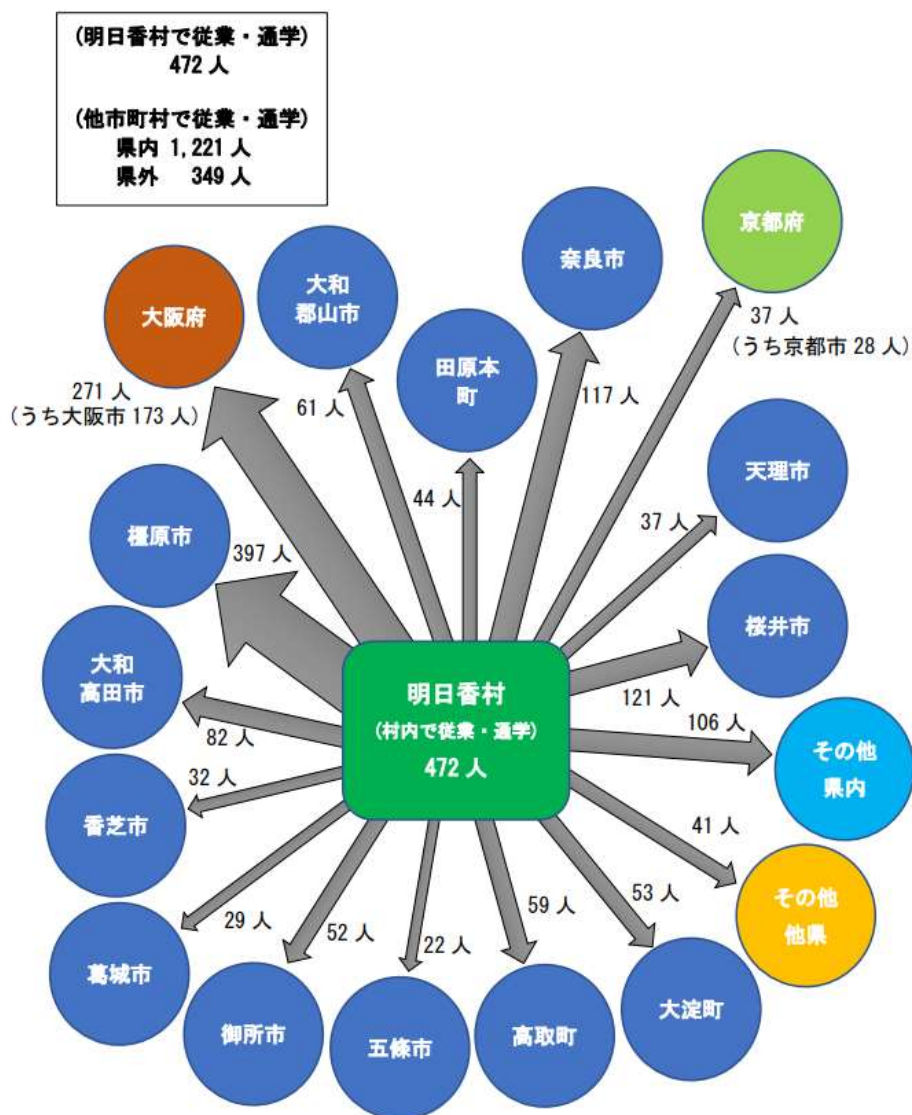 (明日香村で従業・通学)
472 人
(他市町村で従業・通学)
県内 1,221 人
県外 349 人
京都府
奈良市
大和
郡山市
大阪府
37 人
(うち京都市 28 人)
田原本
町
271 人
(うち大阪市 173 人)
61 人
117 人
天理市
44 人
37 人
橿原市
397 人
桜井市
大和
高田市
明日香村
(村内で従業・通学)
472 人
121 人
106 人
82 人
その他
県内
32 人
香芝市
41 人
その他
他県
29 人
52 人
22 人
59 人
53 人
葛城市
御所市
五條市
高取町
大淀町